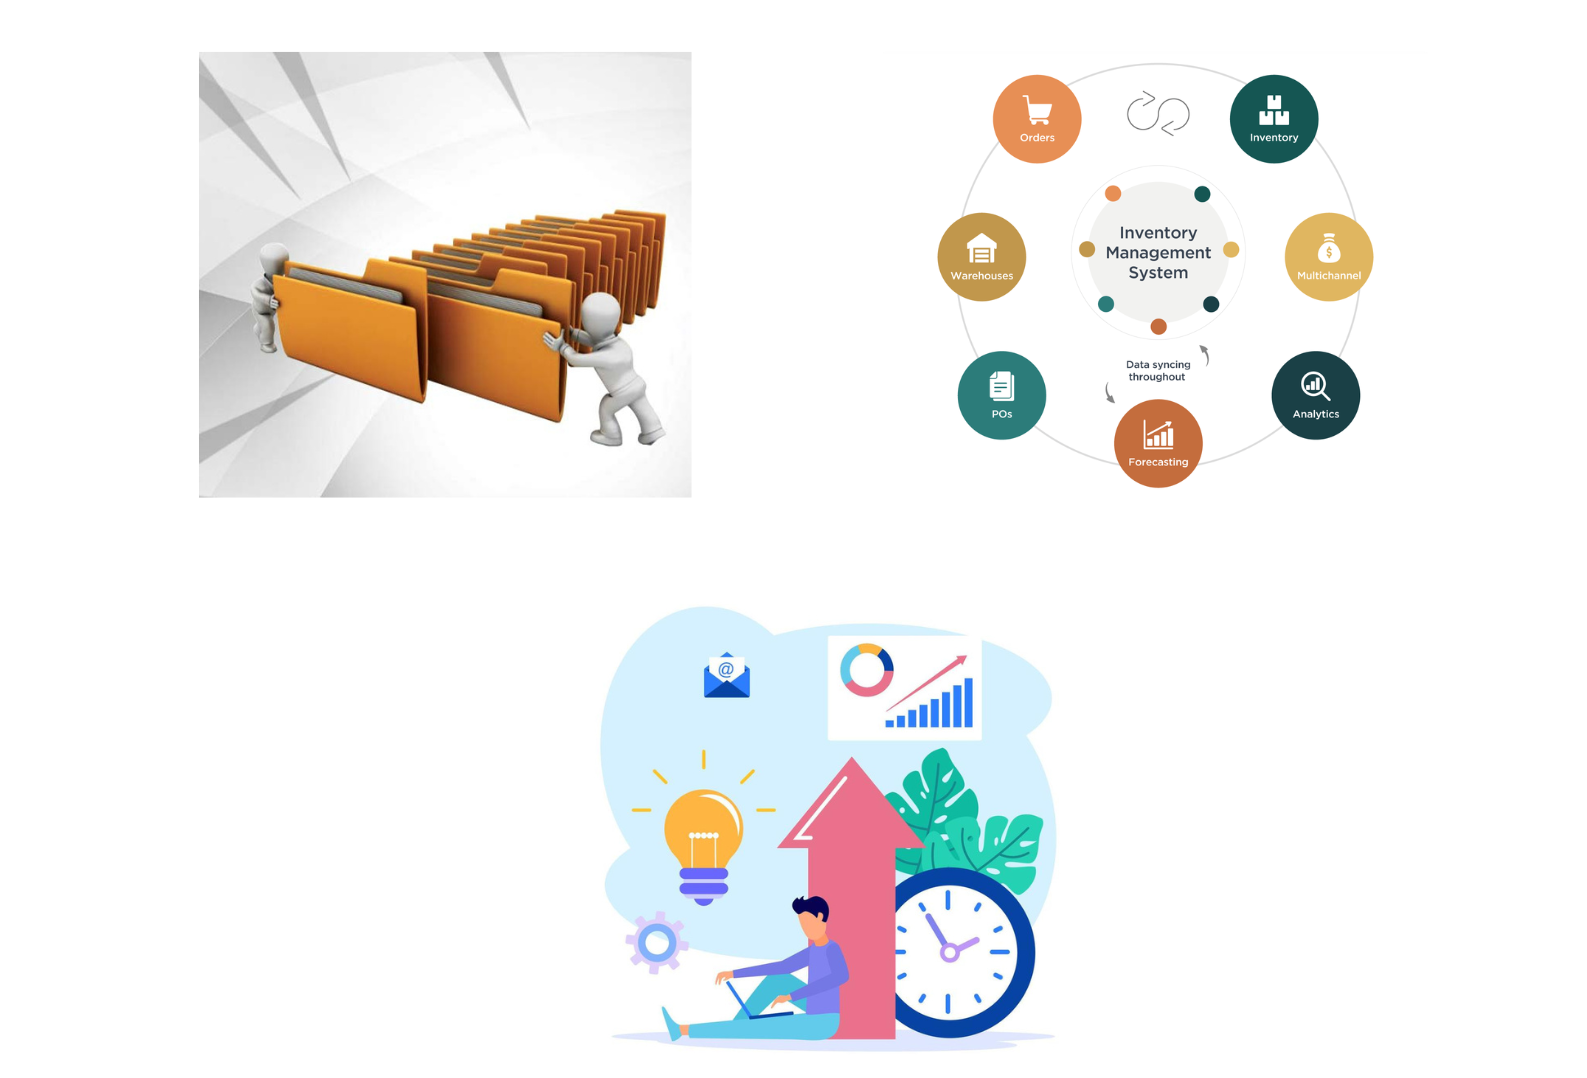 Orders
Inventory
Inventory
Management
System
Warehouses
Multichannel
Data syncing
throughout
POs
Analytics
Forecasting
@